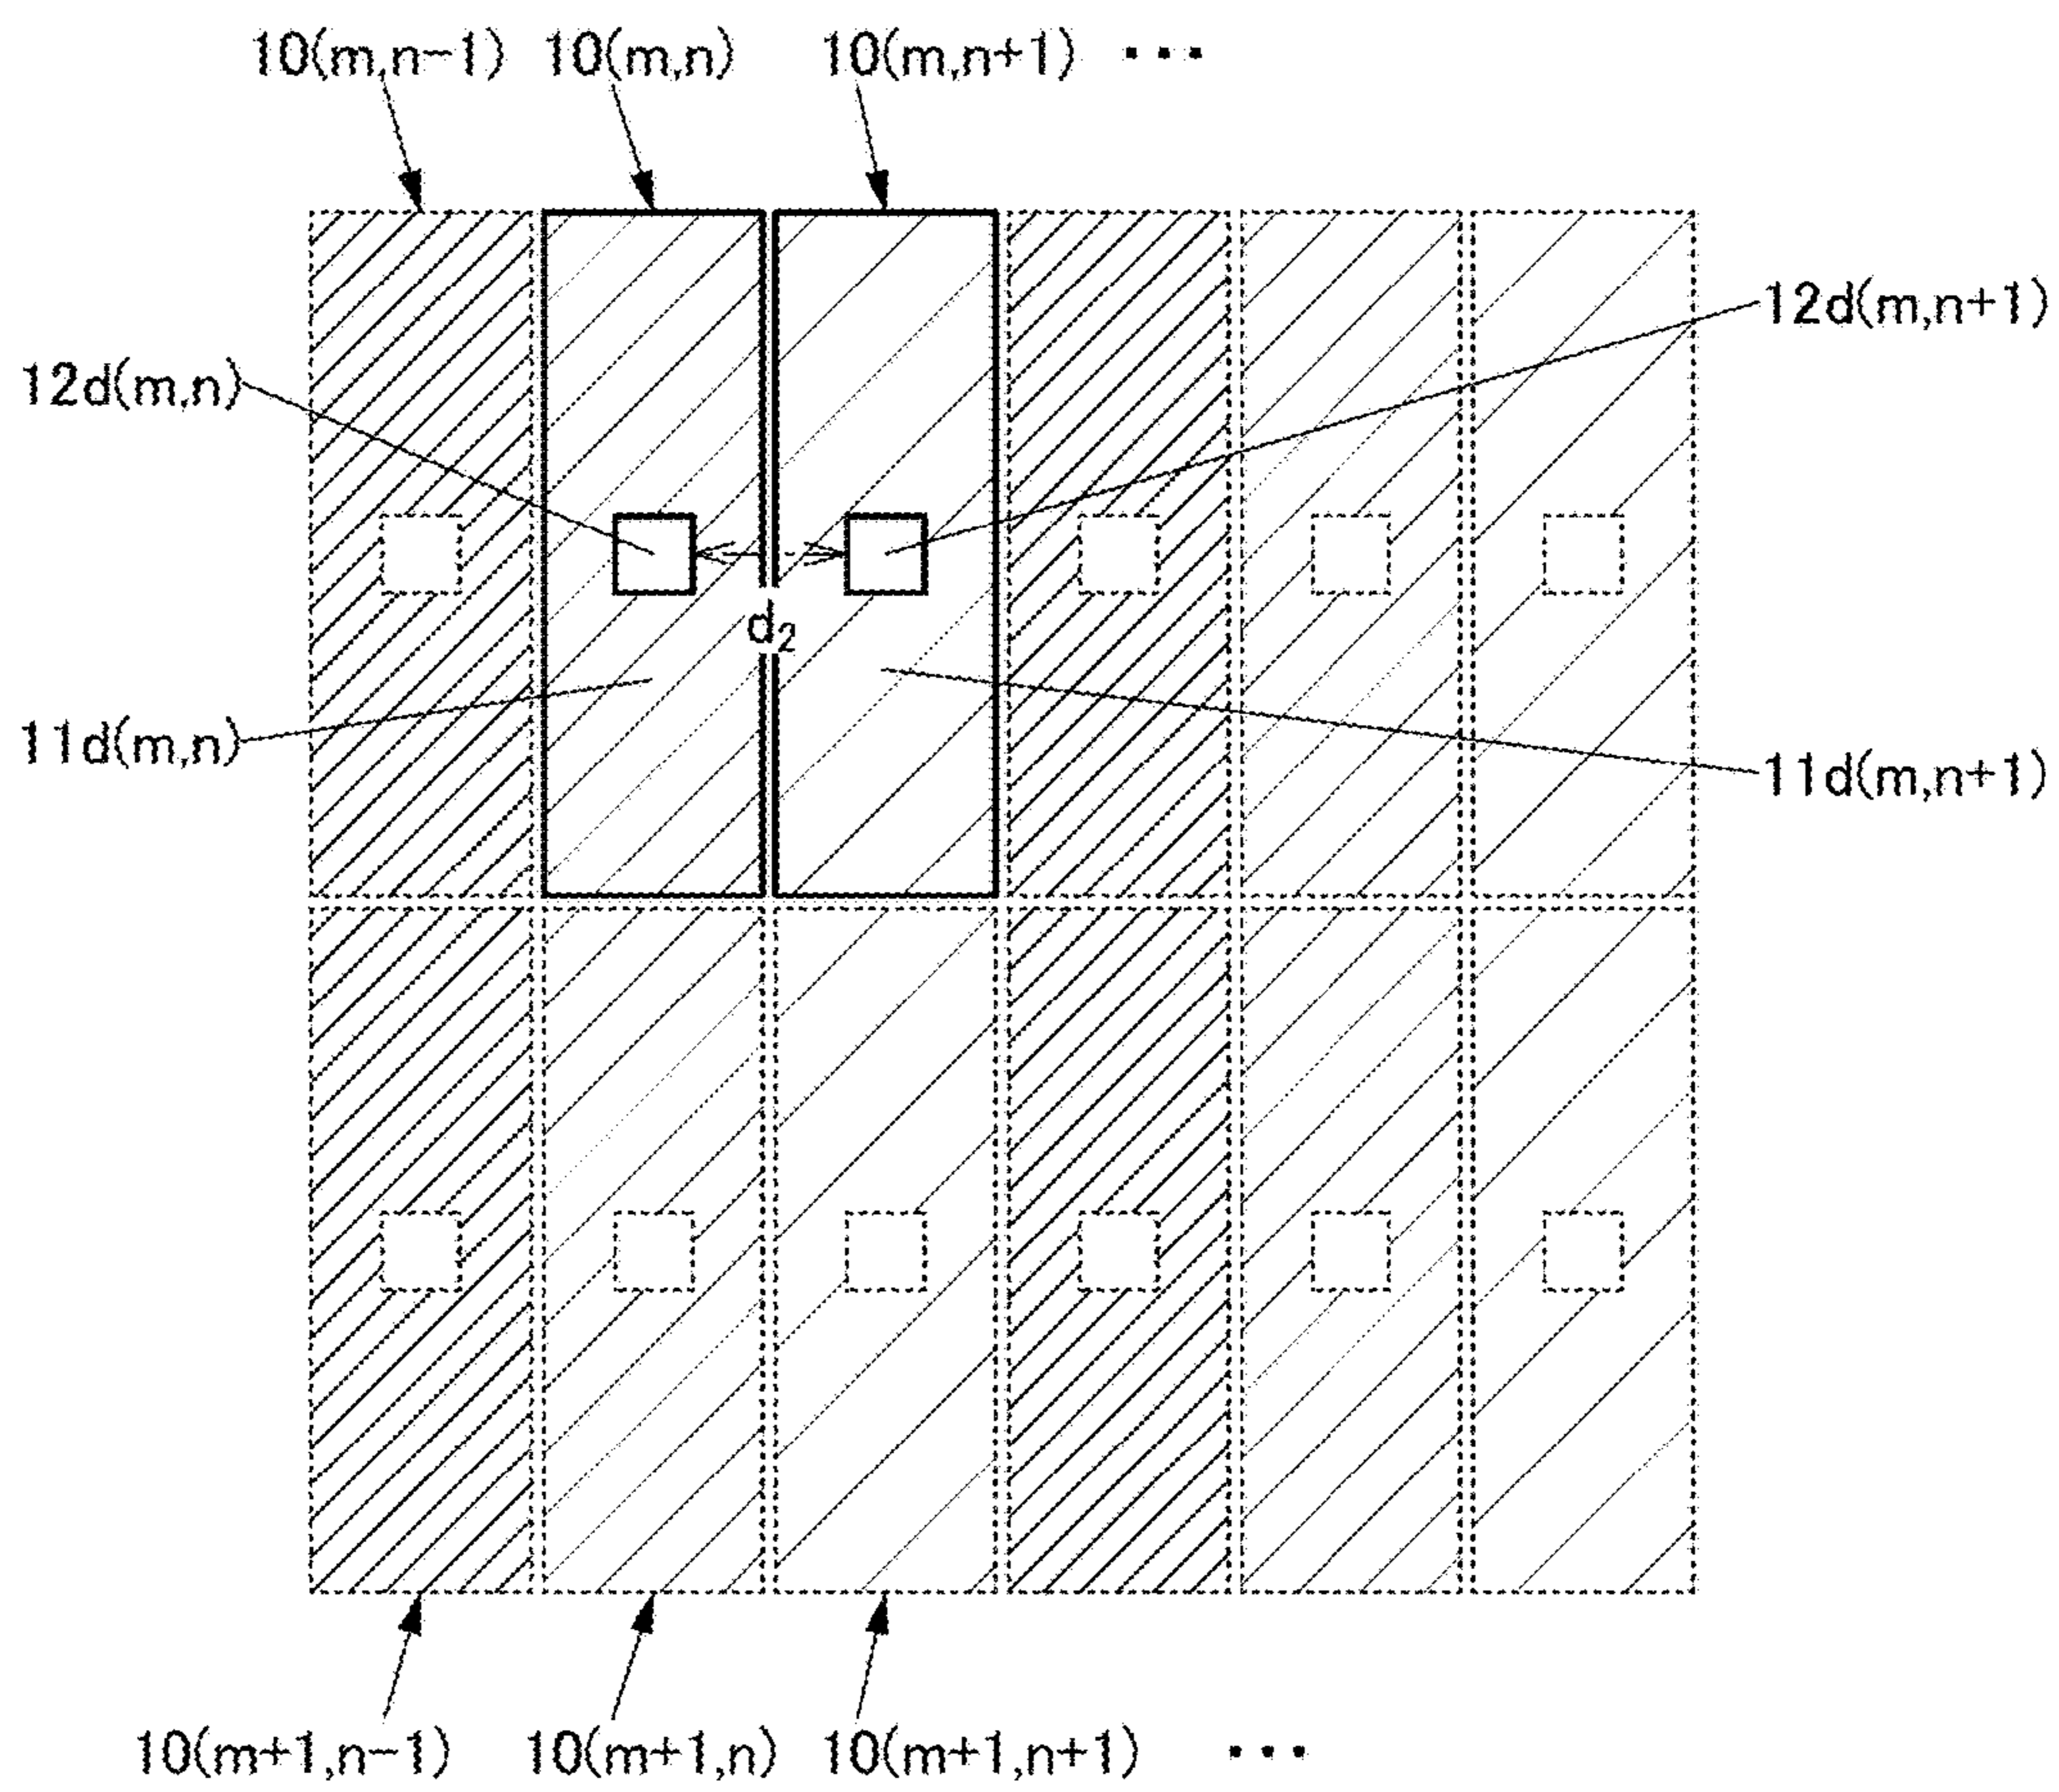 10(m,n−1) 10(m,n) 10(m,n+1) ···
12d(m,n+1)
12d(m,n)
d2
11d(m,n)
11d(m,n+1)
10(m+1,n−1) 10(m+1,n) 10(m+1,n+1) ···